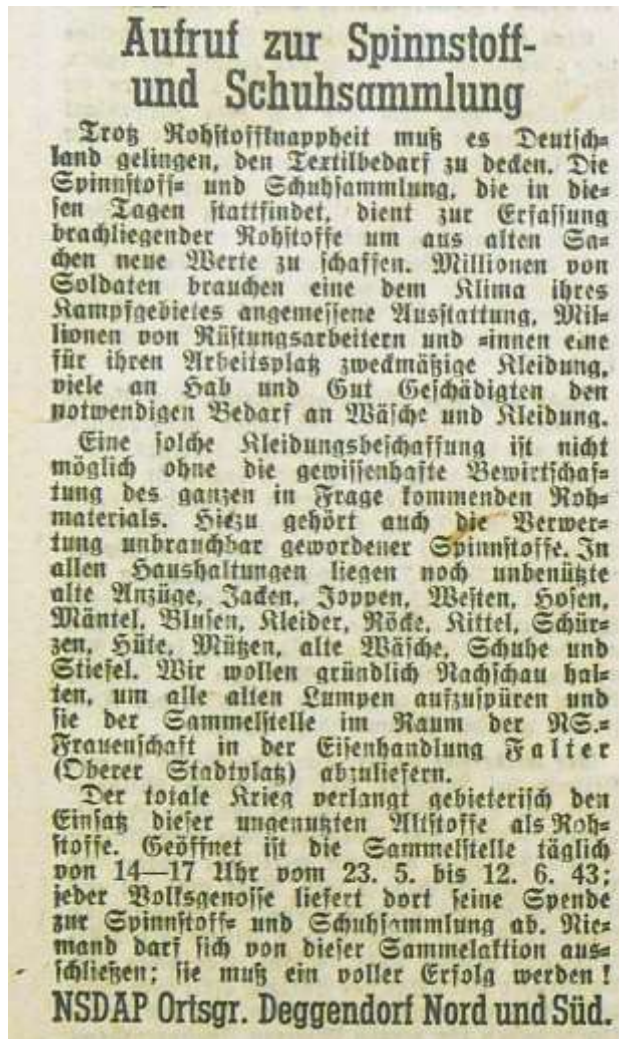 Aufruf zur Spinnstoff-
und Schuhsammlung
Trotz Rohstoffknappheit muß es Deutsch-
land gelingen, den Textilbedarf zu decken. Die
Spinnstoff- und Schuhsammlung, die in die-
sen Tagen stattfindet, dient zur Erfassung
brachliegender Rohstoffe um aus alten Sa-
chen neue Werte zu schaffen. Millionen von
Soldaten brauchen eine dem Klima ihres
Kampfgebietes angemessene Ausstattung, Mil-
lionen von Rüstungsarbeitern und -innen eine
für ihren Arbeitsplatz zweckmäßige Kleidung,
viele an Hab und Gut Geschädigten den
notwendigen Bedarf an Wäsche und Kleidung.
Eine solche Kleidungsbeschaffung ist nicht
möglich ohne die gewissenhafte Bewirtschaf-
tung des ganzen in Frage kommenden Roh-
materials. Hiezu gehört auch die Verwer-
tung unbrauchbar gewordener Spinnstoffe. In
allen Haushaltungen liegen noch unbenützte
alte Anzüge, Jacken, Joppen, Westen, Hosen,
Mäntel, Blusen, Kleider, Röcke, Kittel, Schür-
zen, Hüte, Mützen, alte Wäsche, Schuhe und
Stiefel. Wir wollen gründlich Nachschau hal-
ten, um alle alten Lumpen aufzuspüren und
sie der Sammelstelle im Raum der NS.-
Frauenschaft in der Eisenhandlung Falter
(Oberer Stadtplatz) abzuliefern.
Der totale Krieg verlangt gebieterisch den
Einsatz dieser ungenutzten Altstoffe als Roh-
stoffe. Geöffnet ist die Sammelstelle täglich
von 14—17 Uhr vom 23. 5. bis 12. 6. 43;
jeder Volksgenosse liefert dort seine Spende
zur Spinnstoff- und Schuhsammlung ab. Nie-
mand darf sich von dieser Sammelaktion aus-
schließen; sie muß ein voller Erfolg werden!
NSDAP Ortsgr. Deggendorf Nord und Süd.